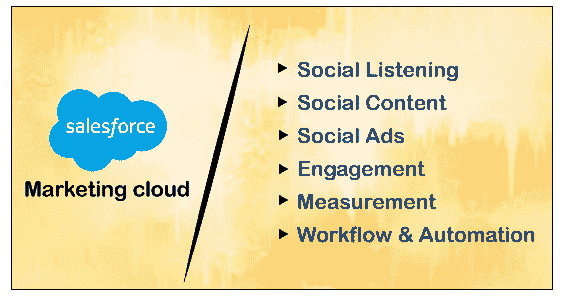 salesforce
Marketing cloud
Social Listening
Social Content
Social Ads
Engagement
Measurement
Workflow & Automation